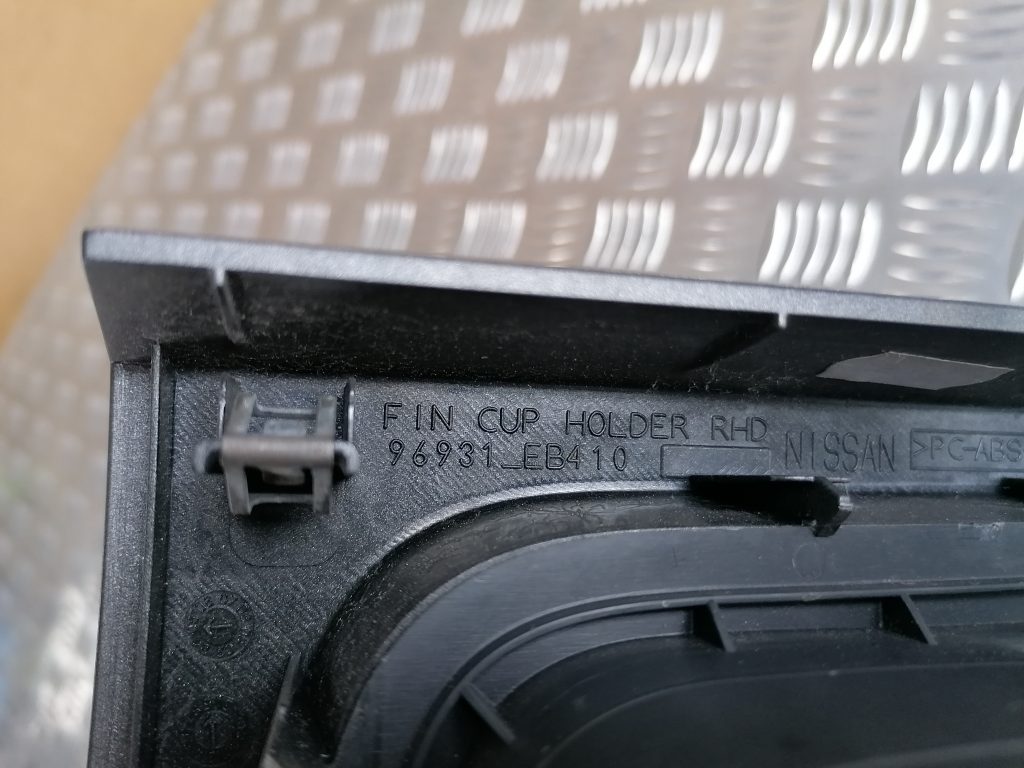 FIN CUP HOLDER RHD
96931_EB410
NISSAN
>PC-ABS